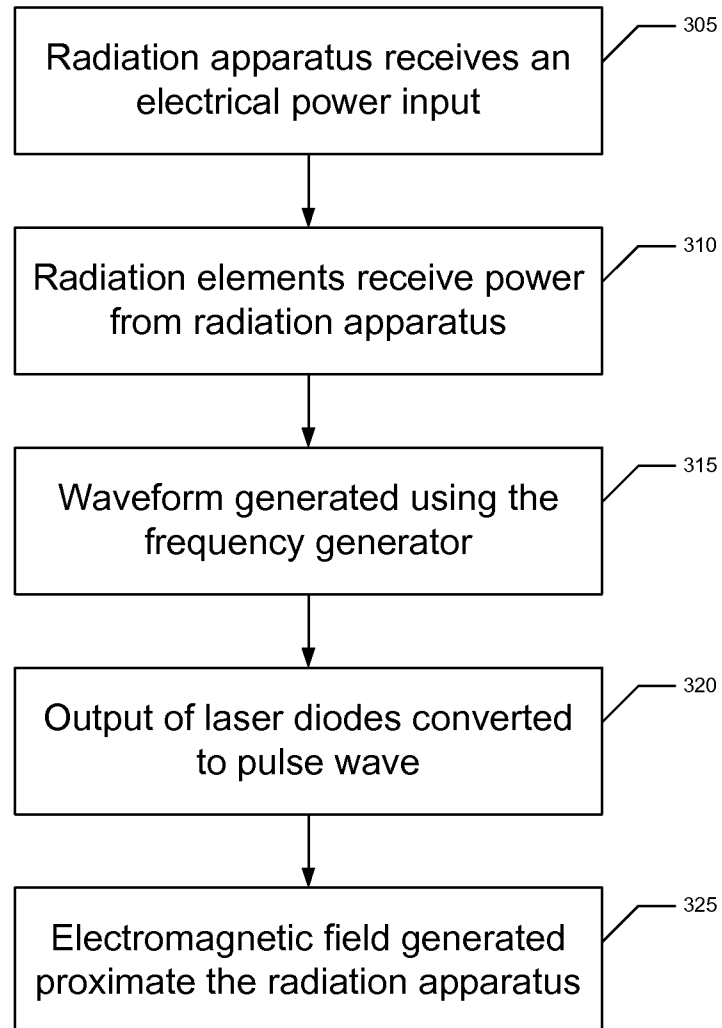 305
Radiation apparatus receives an
electrical power input
310
Radiation elements receive power
from radiation apparatus
315
Waveform generated using the
frequency generator
320
Output of laser diodes converted
to pulse wave
325
Electromagnetic field generated
proximate the radiation apparatus